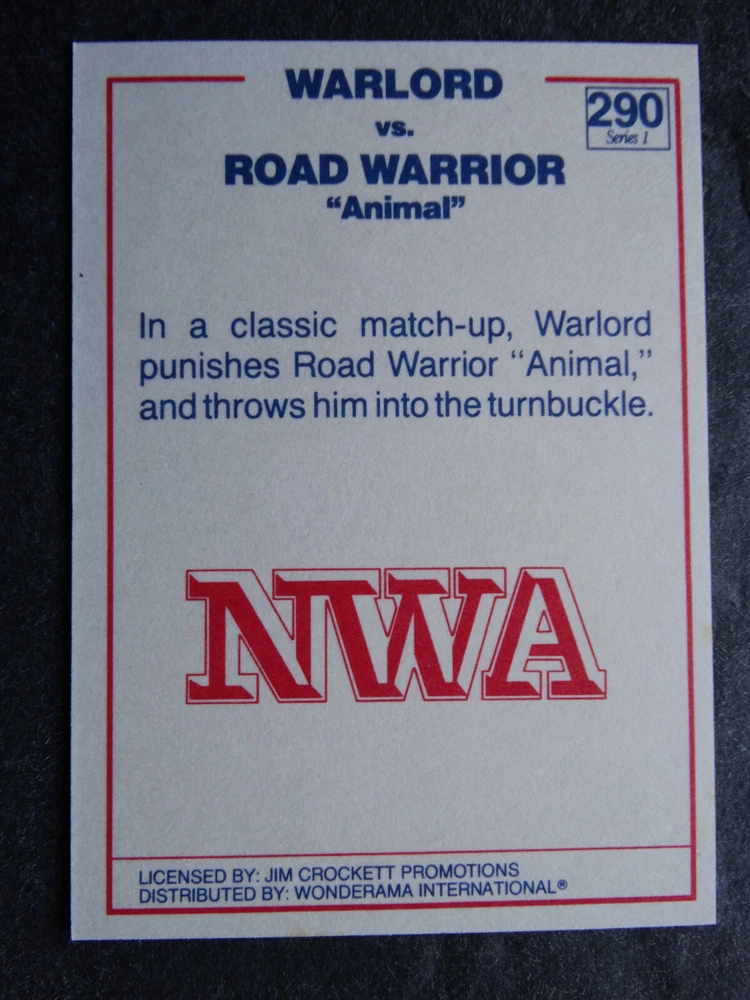 WARLORD
290
Series 1
vs.
ROAD WARRIOR
“Animal”
In a classic match-up, Warlord
punishes Road Warrior “Animal,”
and throws him into the turnbuckle.
NWA
LICENSED BY: JIM CROCKETT PROMOTIONS
DISTRIBUTED BY: WONDERAMA INTERNATIONAL®